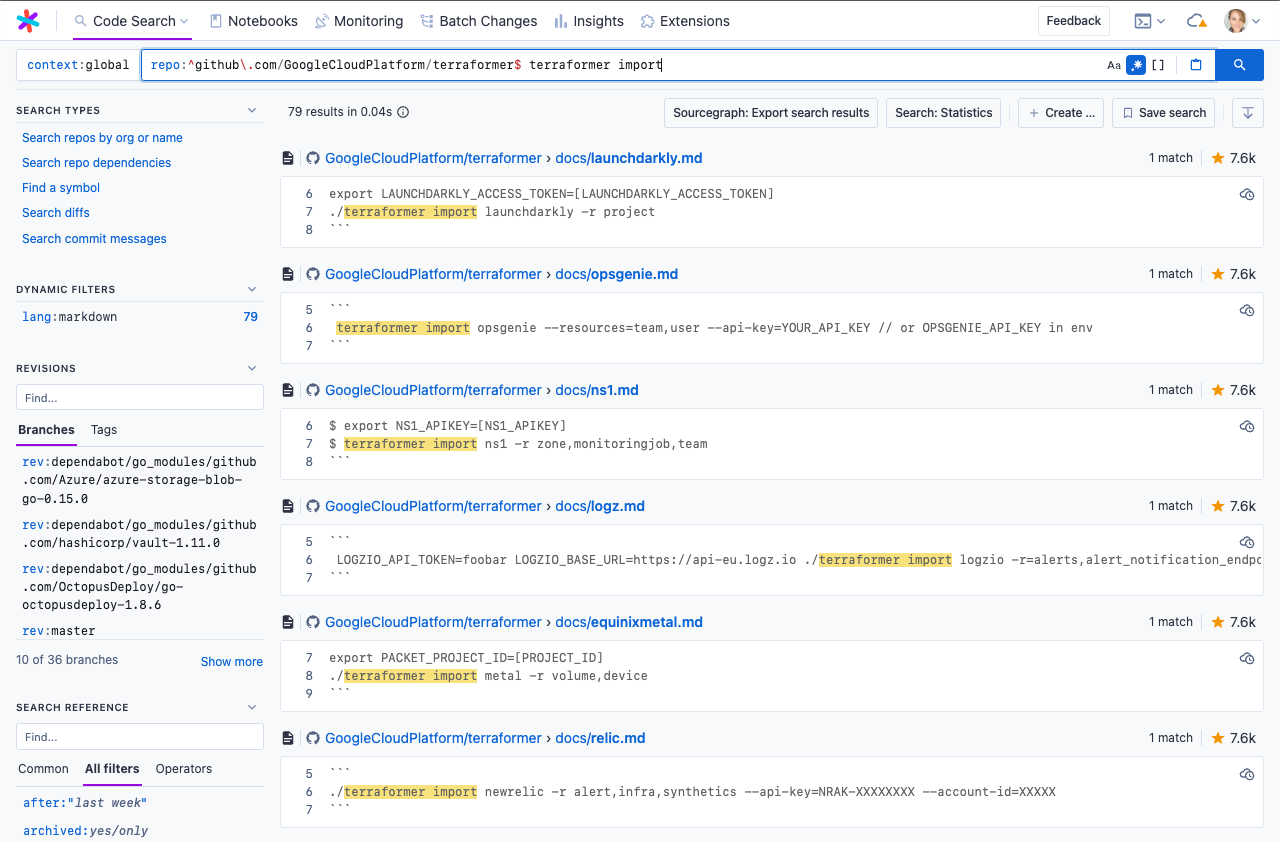 Code Search
Notebooks
Monitoring
Batch Changes
Insights
Extensions
Feedback
context:global
repo:^github\.com/GoogleCloudPlatform/terraformer$ terraformer import
Aa
.*
[]
SEARCH TYPES
Search repos by org or name
Search repo dependencies
Find a symbol
Search diffs
Search commit messages
DYNAMIC FILTERS
lang:markdown 79
REVISIONS
Find...
Branches Tags
rev:dependabot/go_modules/github
.com/Azure/azure-storage-blob-
go-0.15.0
rev:dependabot/go_modules/github
.com/hashicorp/vault-1.11.0
rev:dependabot/go_modules/github
.com/OctopusDeploy/go-
octopusdeploy-1.8.6
rev:master
10 of 36 branches Show more
SEARCH REFERENCE
Find...
Common All filters Operators
after:"last week"
archived:yes/only
79 results in 0.04s
Sourcegraph: Export search results
Search: Statistics
+ Create ...
Save search
GoogleCloudPlatform/terraformer › docs/launchdarkly.md 1 match 7.6k
6 export LAUNCHDARKLY_ACCESS_TOKEN=[LAUNCHDARKLY_ACCESS_TOKEN]
7 ./terraformer import launchdarkly -r project
8 ```
GoogleCloudPlatform/terraformer › docs/opsgenie.md 1 match 7.6k
5 ```
6 terraformer import opsgenie --resources=team,user --api-key=YOUR_API_KEY // or OPSGENIE_API_KEY in env
7 ```
GoogleCloudPlatform/terraformer › docs/ns1.md 1 match 7.6k
6 $ export NS1_APIKEY=[NS1_APIKEY]
7 $ terraformer import ns1 -r zone,monitoringjob,team
8 ```
GoogleCloudPlatform/terraformer › docs/logz.md 1 match 7.6k
5 ```
6 LOGZIO_API_TOKEN=foobar LOGZIO_BASE_URL=https://api-eu.logz.io ./terraformer import logzio -r=alerts,alert_notification_endpo
7 ```
GoogleCloudPlatform/terraformer › docs/equinixmetal.md 1 match 7.6k
7 export PACKET_PROJECT_ID=[PROJECT_ID]
8 ./terraformer import metal -r volume,device
9 ```
GoogleCloudPlatform/terraformer › docs/relic.md 1 match 7.6k
5 ```
6 ./terraformer import newrelic -r alert,infra,synthetics --api-key=NRAK-XXXXXXXX --account-id=XXXXX
7 ```